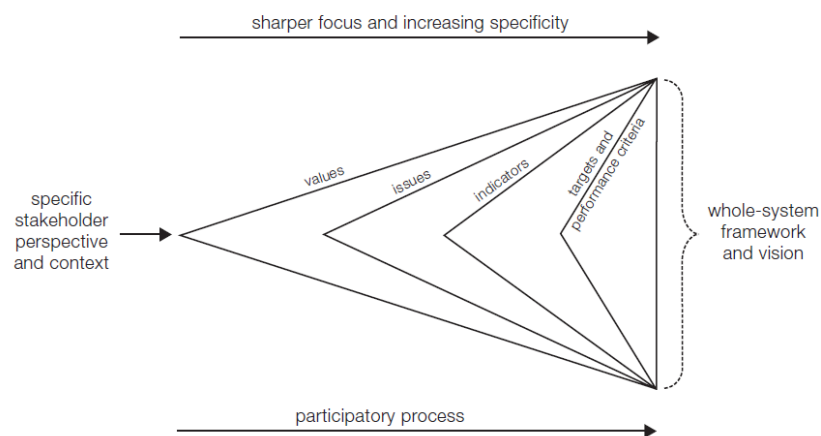 sharper focus and increasing specificity
values
issues
indicators
targets and
performance criteria
specific
stakeholder
perspective
and context
whole-system
framework
and vision
participatory process